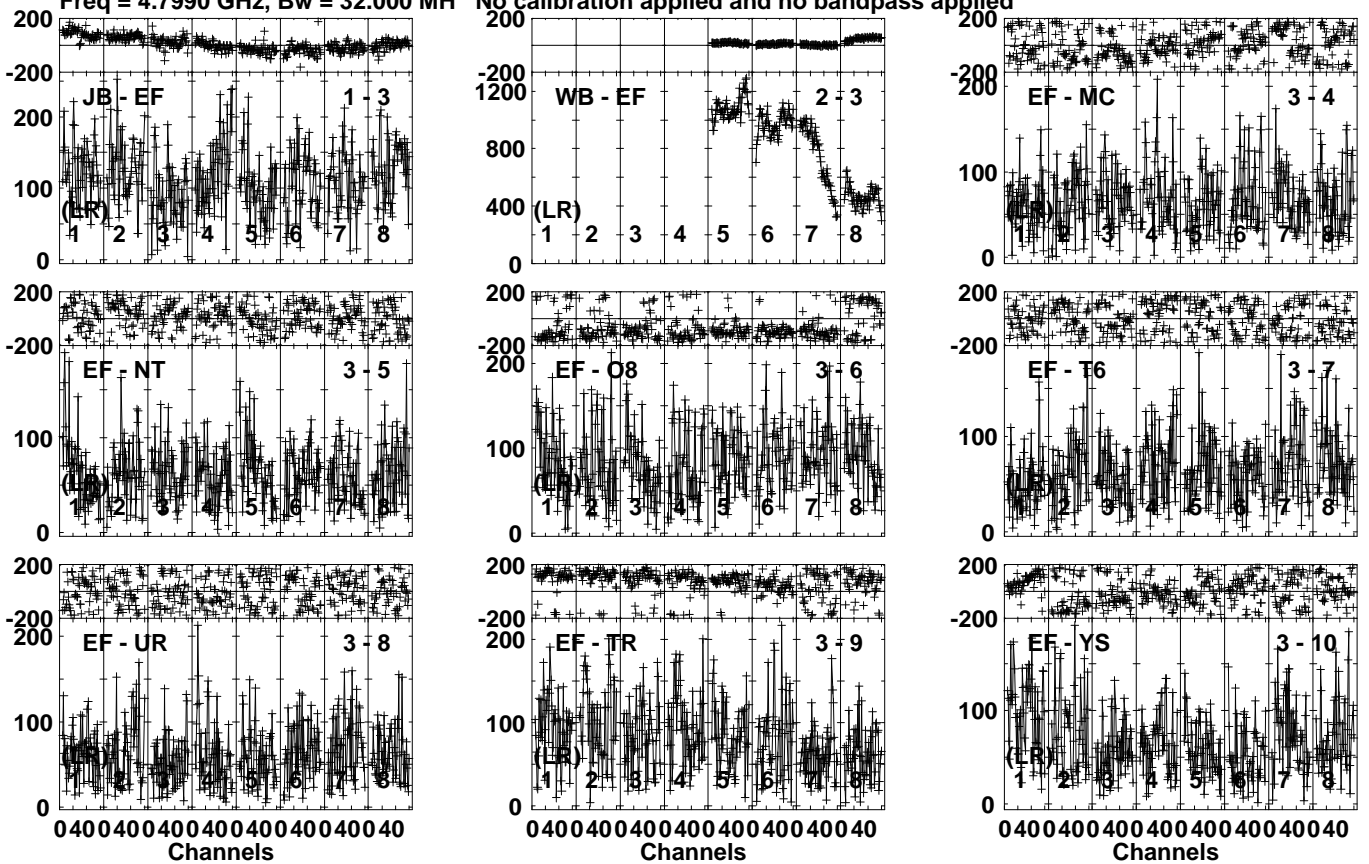 Freq = 4.7990 GHz, Bw = 32.000 MH No calibration applied and no bandpass applied
200 200 200
-200 -200 -200
JB - EF 1 - 3 WB - EF 2 - 3 EF - MC 3 - 4
200 1200 200
100 800 100
400
(LR) (LR) (LR)
1 2 3 4 5 6 7 8 1 2 3 4 5 6 7 8 1 2 3 4 5 6 7 8
0 0 0
200 200 200
-200 -200 -200
EF - NT 3 - 5 EF - O8 3 - 6 EF - T6 3 - 7
200 200
100 100 100
(LR) (LR) (LR)
1 2 3 4 5 6 7 8 1 2 3 4 5 6 7 8 1 2 3 4 5 6 7 8
0 0 0
200 200 200
-200 -200 -200
EF - UR 3 - 8 EF - TR 3 - 9 EF - YS 3 - 10
200 200
100 100 100
(LR) (LR) (LR)
1 2 3 4 5 6 7 8 1 2 3 4 5 6 7 8 1 2 3 4 5 6 7 8
0 0 0
0 40 0 40 0 40 0 40 0 40 0 40 0 40 0 40 0 40 0 40 0 40 0 40 0 40 0 40 0 40 0 40 0 40 0 40 0 40 0 40 0 40 0 40 0 40 0 40
Channels Channels Channels